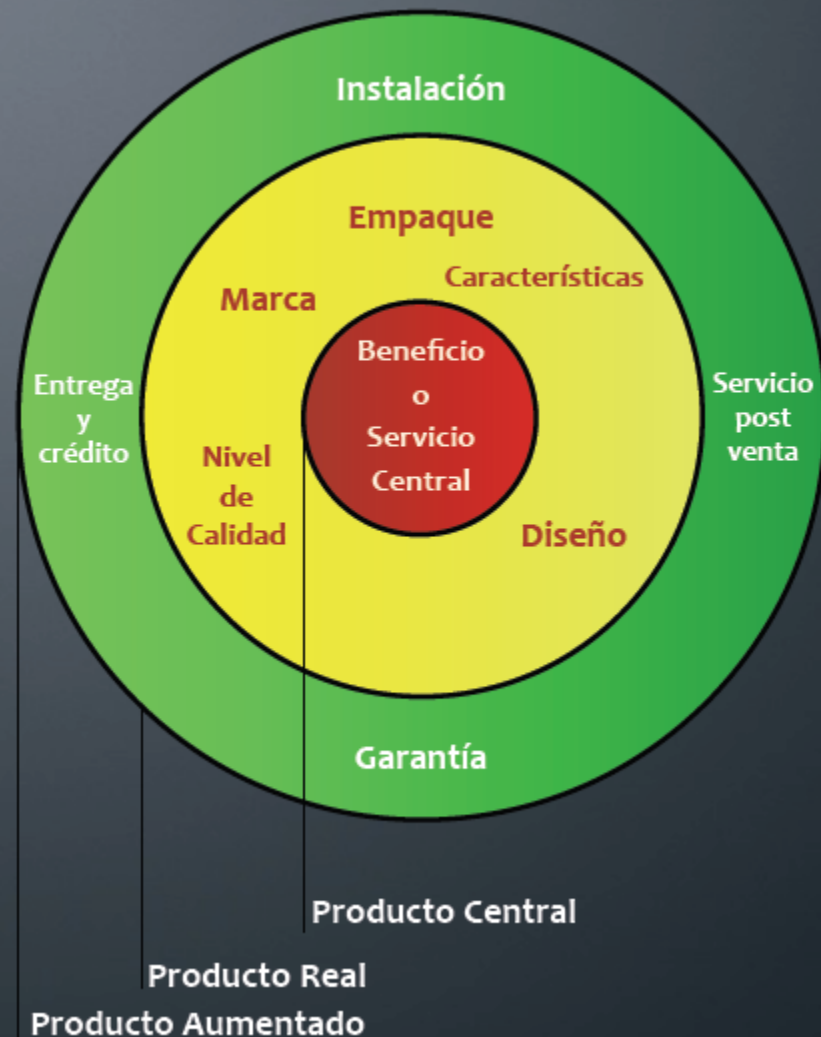 Instalación
Empaque
Características
Marca
Beneficio
o
Servicio
Central
Entrega
y
crédito
Servicio
post
venta
Nivel
de
Calidad
Diseño
Garantía
Producto Central
Producto Real
Producto Aumentado